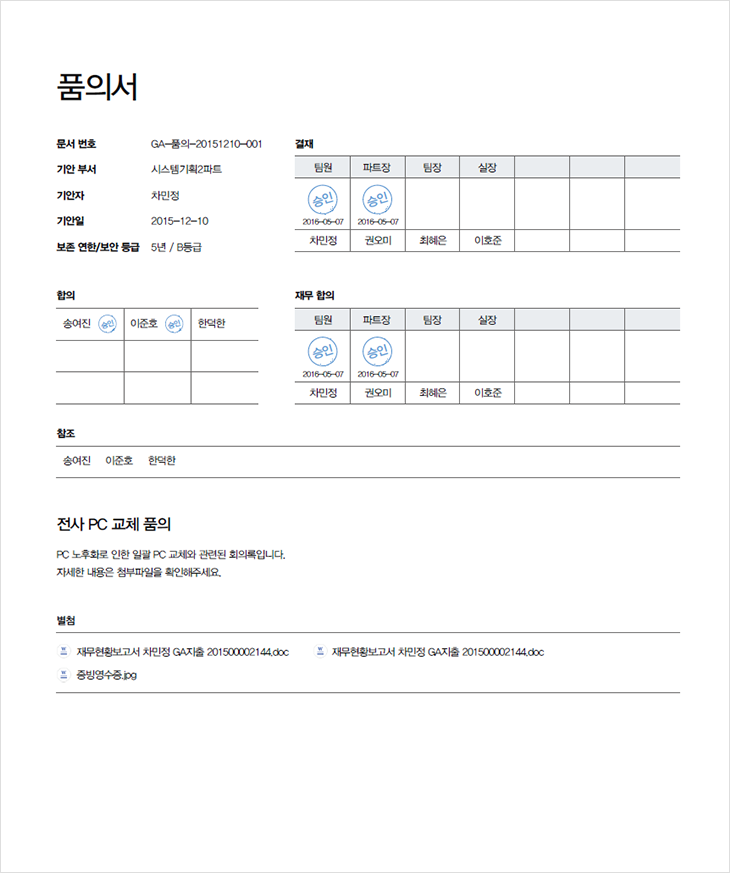 품의서
문서 번호 GA-품의-20151210-001
기안 부서 시스템기획2파트
기안자 차민정
기안일 2015-12-10
보존 연한/보안 등급 5년 / B등급
결재
팀원 파트장 팀장 실장
승인 승인
2016-05-07 2016-05-07
차민정 권오미 최혜은 이호준
합의
송여진 승인 이준호 승인 한덕한
재무 합의
팀원 파트장 팀장 실장
승인 승인
2016-05-07 2016-05-07
차민정 권오미 최혜은 이호준
참조
송여진 이준호 한덕한
전사 PC 교체 품의
PC 노후화로 인한 일괄 PC 교체와 관련된 회의록입니다.
자세한 내용은 첨부파일을 확인해주세요.
별첨
재무현황보고서 차민정 GA지출 201500002144.doc 재무현황보고서 차민정 GA지출 201500002144.doc
증빙영수증.jpg